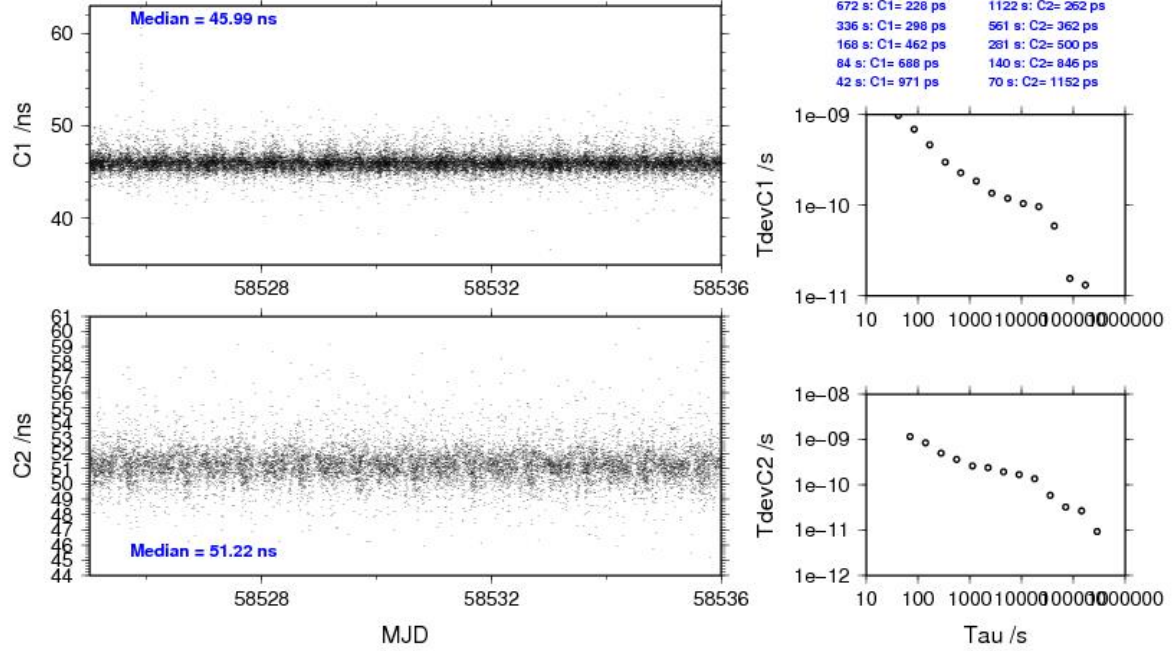 672 s: C1= 228 ps 1122 s: C2= 262 ps
336 s: C1= 298 ps 561 s: C2= 362 ps
168 s: C1= 462 ps 281 s: C2= 500 ps
84 s: C1= 688 ps 140 s: C2= 846 ps
42 s: C1= 971 ps 70 s: C2= 1152 ps
Median = 45.99 ns
C1 /ns
60
50
40
58528 58532 58536
TdevC1 /s
1e-09
1e-10
1e-11
10 100 1000 10000 100000 1000000
C2 /ns
61
60
59
58
57
56
55
54
53
52
51
50
49
48
47
46
45
44
Median = 51.22 ns
58528 58532 58536
MJD
TdevC2 /s
1e-08
1e-09
1e-10
1e-11
1e-12
10 100 1000 10000 100000 1000000
Tau /s